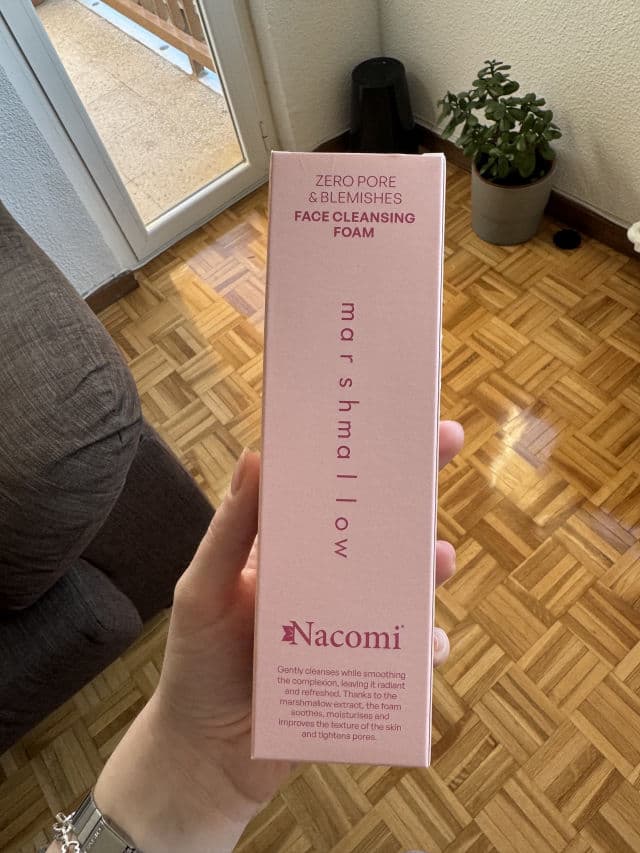 ZERO PORE
& BLEMISHES
FACE CLEANSING
FOAM
marshmallow
Nacomi
Gently cleanses while smoothing
the complexion, leaving it radiant
and refreshed. Thanks to the
marshmallow extract, the foam
soothes, moisturises and
improves the texture of the skin
and tightens pores.